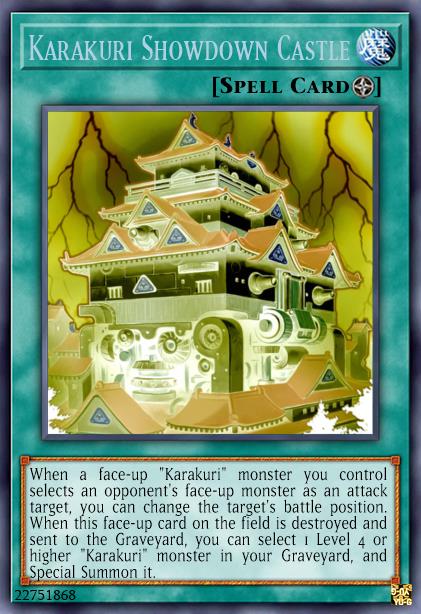 Karakuri Showdown Castle 魔
[Spell Card]
When a face-up "Karakuri" monster you control
selects an opponent's face-up monster as an attack
target, you can change the target's battle position.
When this face-up card on the field is destroyed and
sent to the Graveyard, you can select 1 Level 4 or
higher "Karakuri" monster in your Graveyard, and
Special Summon it.
22751868